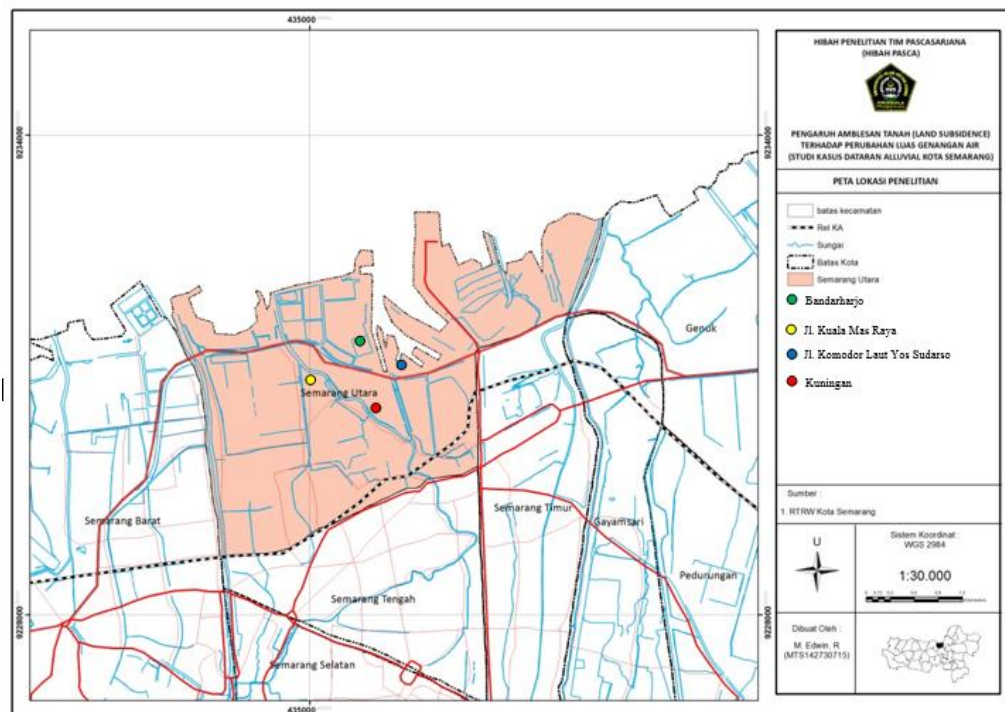 435000
9234000
9234000
Genuk
Semarang Utara
Semarang Barat
Semarang Timur
Gayamsari
Pedurungan
Semarang Tengah
Semarang Selatan
9228000
9228000
435000
HIBAH PENELITIAN TIM PASCASARJANA
(HIBAH PASCA)
PENGARUH AMBLESAN TANAH (LAND SUBSIDENCE)
TERHADAP PERUBAHAN LUAS GENANGAN AIR
(STUDI KASUS DATARAN ALLUVIAL KOTA SEMARANG)
PETA LOKASI PENELITIAN
batas kecamatan
Rel KA
Sungai
Batas Kota
Semarang Utara
Bandarharjo
Jl. Kuala Mas Raya
Jl. Komodor Laut Yos Sudarso
Kuningan
Sumber :
1. RTRW Kota Semarang
U
Sistem Koordinat :
WGS 2984
1:30.000
Dibuat Oleh :
M. Edwin. R
(MTS142730715)